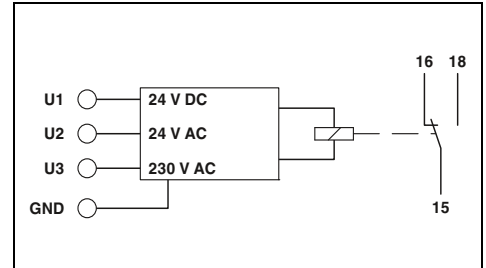 16 18
U1 24 V DC
U2 24 V AC
U3 230 V AC
GND
15